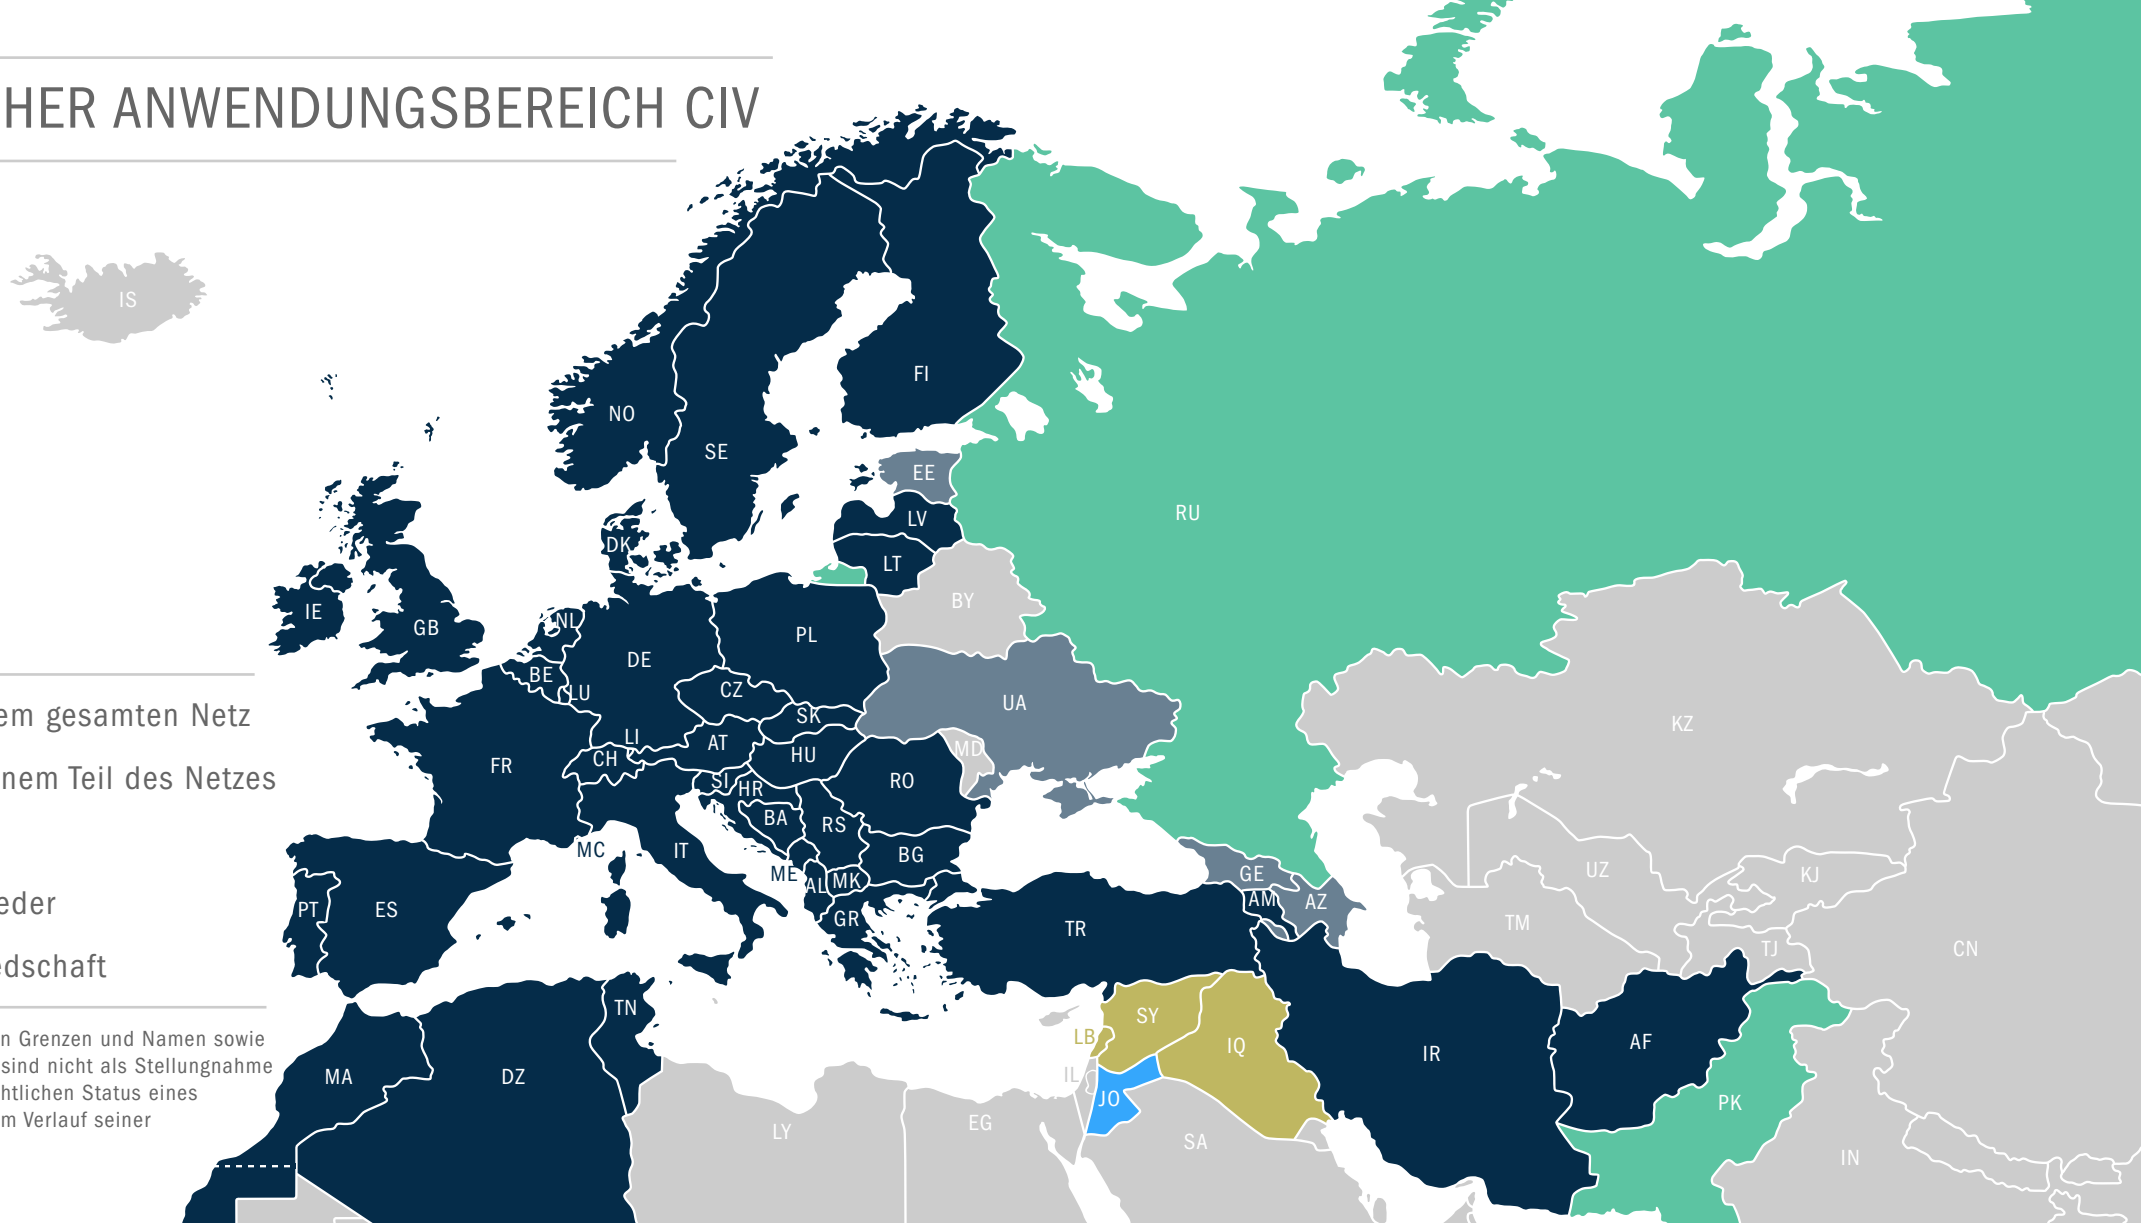 HER ANWENDUNGSBEREICH CIV
IS
FI
NO
SE
EE
RU
LV
DK
LT
BY
IE
GB
NL
PL
DE
BE
CZ
LU
UA
em gesamten Netz
SK
KZ
LI
AT
MD
HU
FR
CH
nem Teil des Netzes
SI
HR
RO
BA
RS
MC
IT
BG
UZ
ME
GE
KJ
AL
MK
AM
AZ
eder
PT
ES
GR
TR
TM
TJ
CN
edschaft
TN
SY
n Grenzen und Namen sowie
LB
IQ
AF
sind nicht als Stellungnahme
IR
MA
DZ
IL
htlichen Status eines
JO
PK
m Verlauf seiner
EG
LY
SA
IN